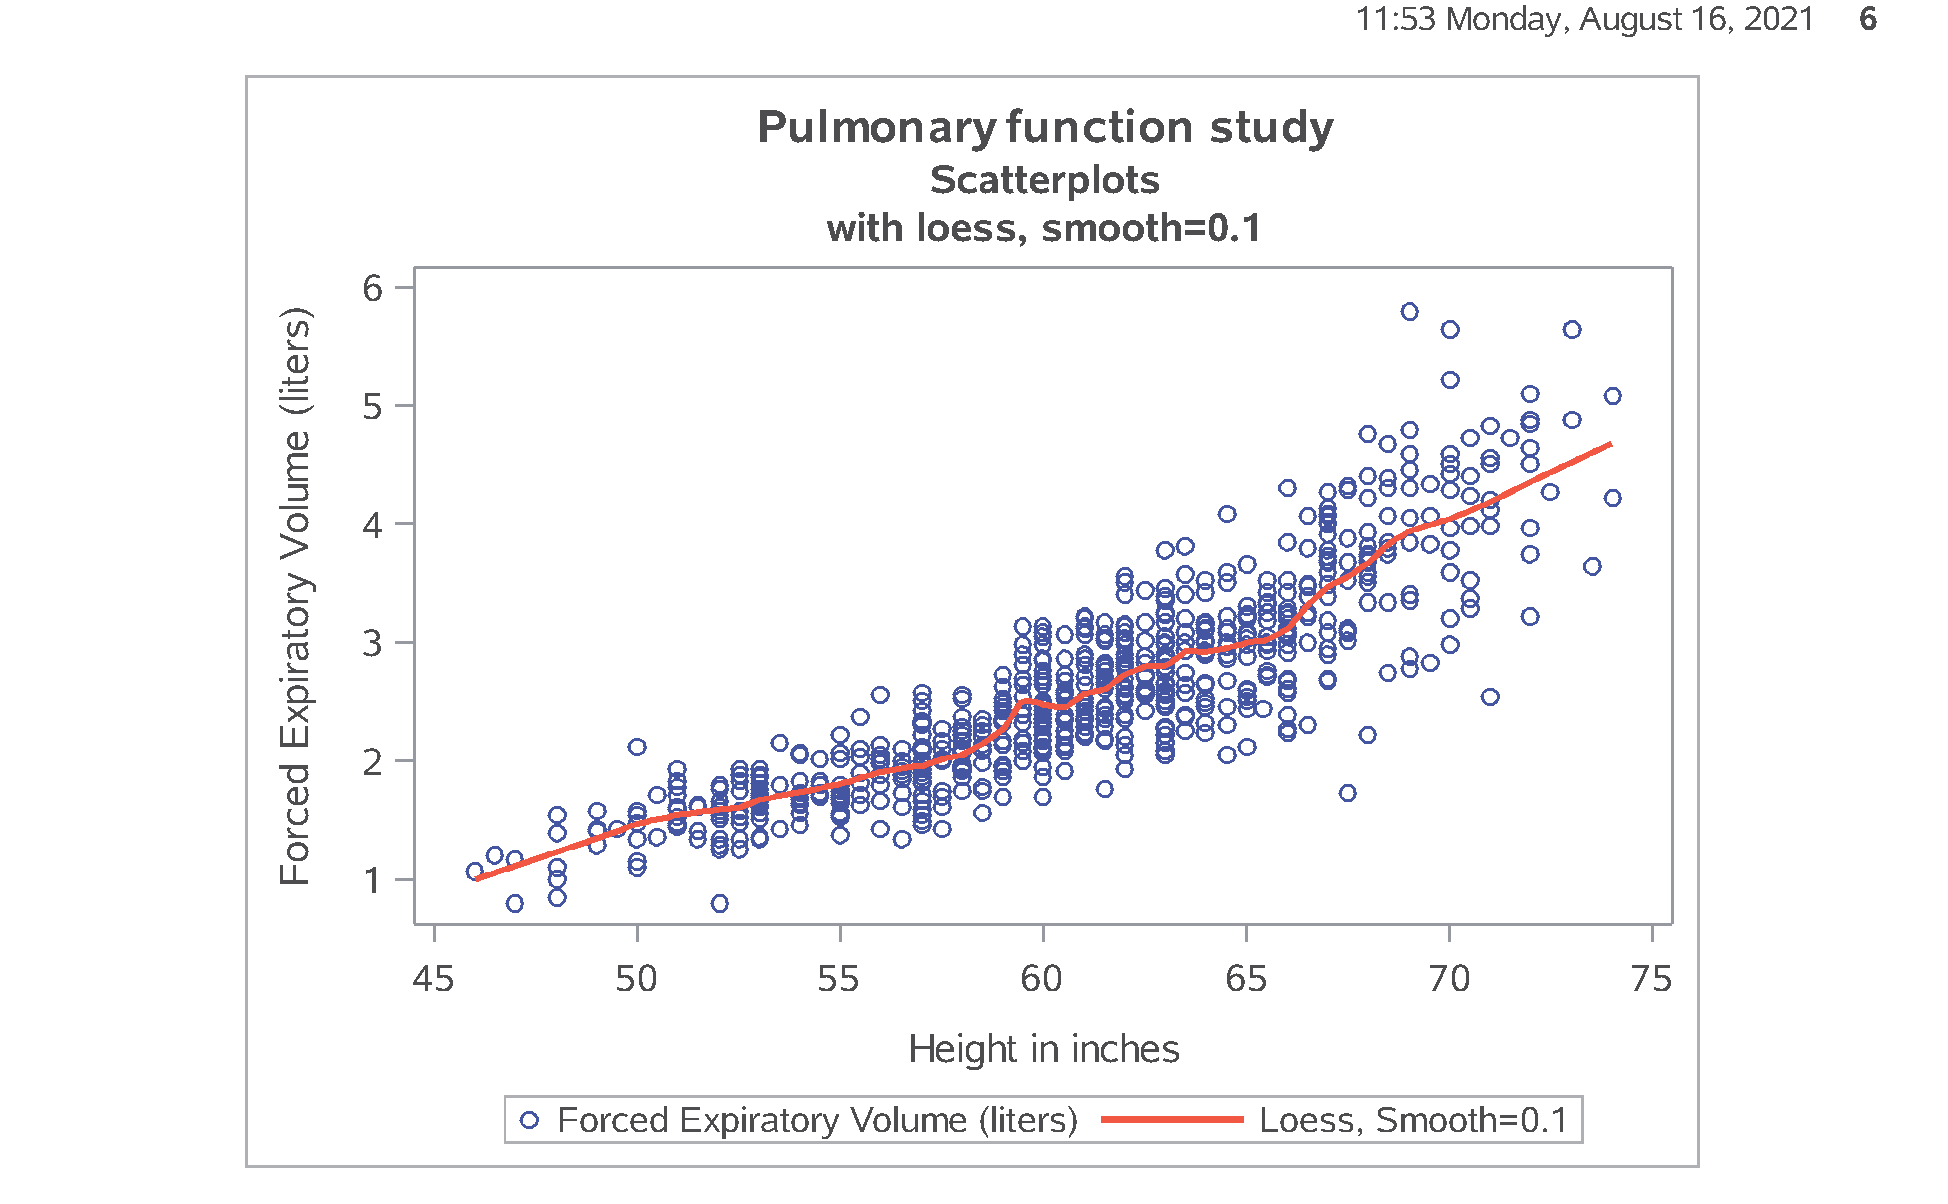 11:53 Monday, August 16, 2021 6
Pulmonary function study
Scatterplots
with loess, smooth=0.1
Forced Expiratory Volume (liters)
6
5
4
3
2
1
45 50 55 60 65 70 75
Height in inches
Forced Expiratory Volume (liters) Loess, Smooth=0.1